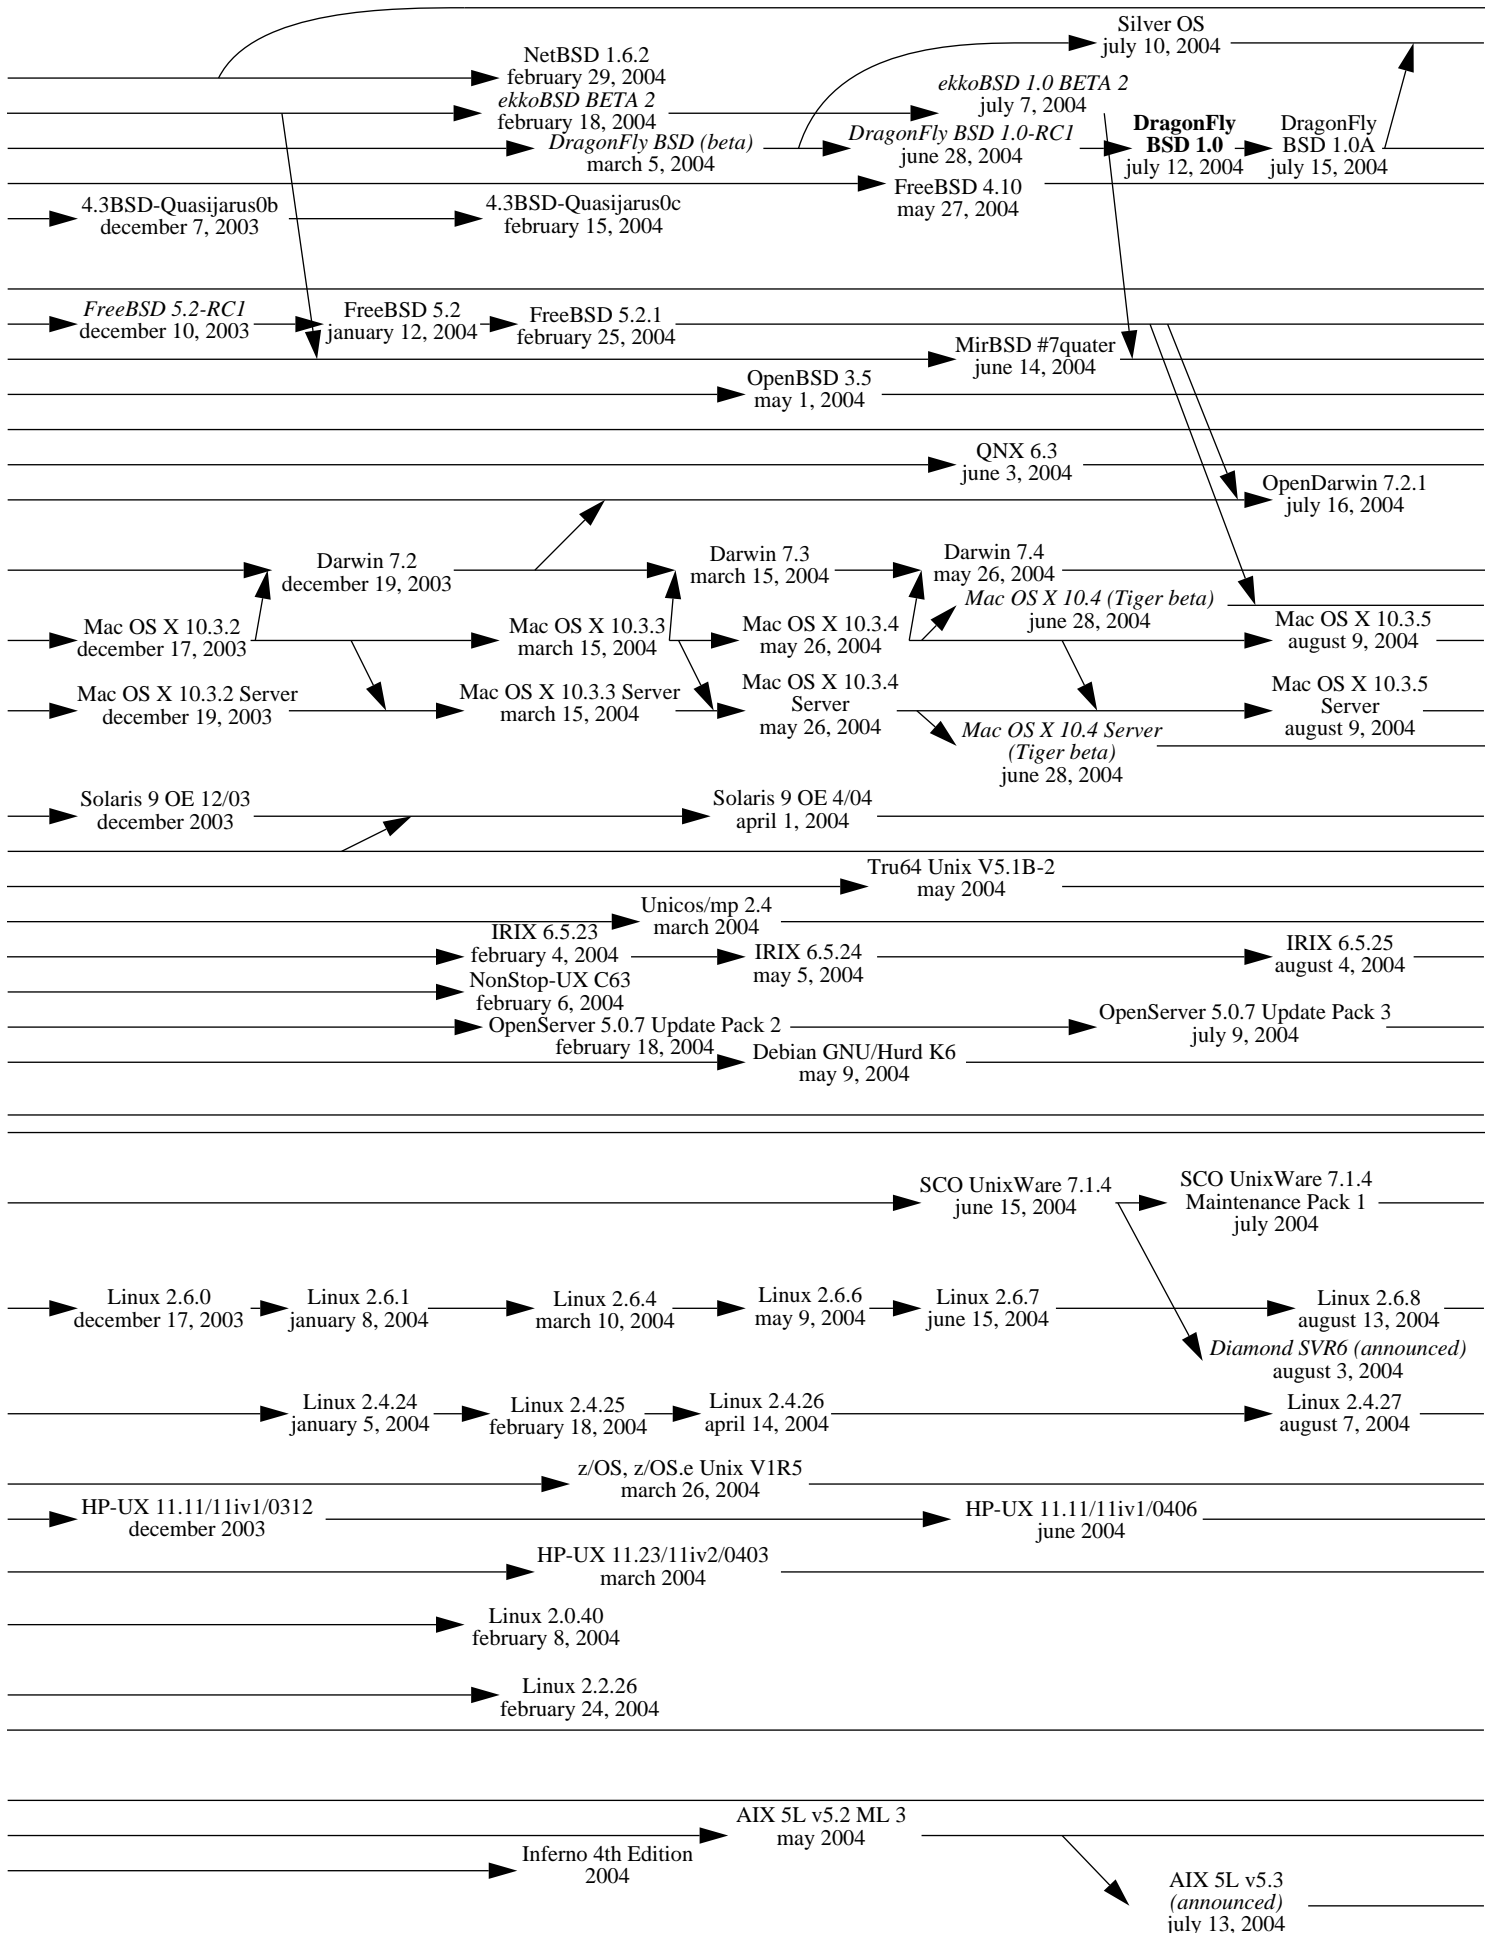 Silver OS
july 10, 2004
NetBSD 1.6.2
february 29, 2004
ekkoBSD 1.0 BETA 2
july 7, 2004
ekkoBSD BETA 2
february 18, 2004
DragonFly BSD (beta)
march 5, 2004
DragonFly BSD 1.0-RC1
june 28, 2004
DragonFly
BSD 1.0
july 12, 2004
DragonFly
BSD 1.0A
july 15, 2004
FreeBSD 4.10
may 27, 2004
4.3BSD-Quasijarus0b
december 7, 2003
4.3BSD-Quasijarus0c
february 15, 2004
FreeBSD 5.2-RC1
december 10, 2003
FreeBSD 5.2
january 12, 2004
FreeBSD 5.2.1
february 25, 2004
MirBSD #7quater
june 14, 2004
OpenBSD 3.5
may 1, 2004
QNX 6.3
june 3, 2004
OpenDarwin 7.2.1
july 16, 2004
Darwin 7.2
december 19, 2003
Darwin 7.3
march 15, 2004
Darwin 7.4
may 26, 2004
Mac OS X 10.4 (Tiger beta)
june 28, 2004
Mac OS X 10.3.2
december 17, 2003
Mac OS X 10.3.3
march 15, 2004
Mac OS X 10.3.4
may 26, 2004
Mac OS X 10.3.5
august 9, 2004
Mac OS X 10.3.2 Server
december 19, 2003
Mac OS X 10.3.3 Server
march 15, 2004
Mac OS X 10.3.4
Server
may 26, 2004
Mac OS X 10.3.5
Server
august 9, 2004
Mac OS X 10.4 Server
(Tiger beta)
june 28, 2004
Solaris 9 OE 12/03
december 2003
Solaris 9 OE 4/04
april 1, 2004
Tru64 Unix V5.1B-2
may 2004
Unicos/mp 2.4
march 2004
IRIX 6.5.23
february 4, 2004
IRIX 6.5.24
may 5, 2004
IRIX 6.5.25
august 4, 2004
NonStop-UX C63
february 6, 2004
OpenServer 5.0.7 Update Pack 2
february 18, 2004
OpenServer 5.0.7 Update Pack 3
july 9, 2004
Debian GNU/Hurd K6
may 9, 2004
SCO UnixWare 7.1.4
june 15, 2004
SCO UnixWare 7.1.4
Maintenance Pack 1
july 2004
Linux 2.6.0
december 17, 2003
Linux 2.6.1
january 8, 2004
Linux 2.6.4
march 10, 2004
Linux 2.6.6
may 9, 2004
Linux 2.6.7
june 15, 2004
Linux 2.6.8
august 13, 2004
Diamond SVR6 (announced)
august 3, 2004
Linux 2.4.24
january 5, 2004
Linux 2.4.25
february 18, 2004
Linux 2.4.26
april 14, 2004
Linux 2.4.27
august 7, 2004
z/OS, z/OS.e Unix V1R5
march 26, 2004
HP-UX 11.11/11iv1/0312
december 2003
HP-UX 11.11/11iv1/0406
june 2004
HP-UX 11.23/11iv2/0403
march 2004
Linux 2.0.40
february 8, 2004
Linux 2.2.26
february 24, 2004
AIX 5L v5.2 ML 3
may 2004
Inferno 4th Edition
2004
AIX 5L v5.3
(announced)
july 13, 2004